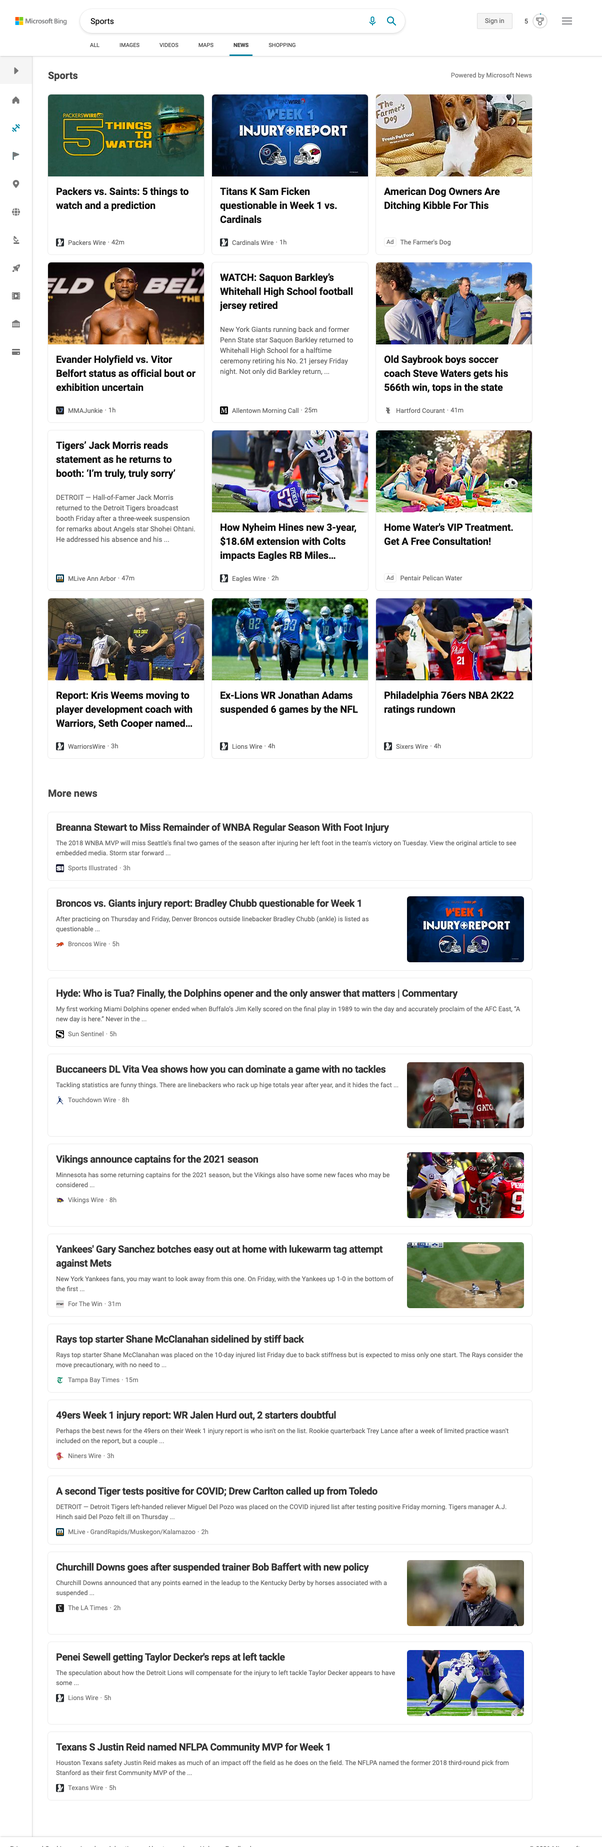 Microsoft Bing
Sports
Sign in
5
ALL
IMAGES
VIDEOS
MAPS
NEWS
SHOPPING
Sports
Powered by Microsoft News
PACKERSWIRE
5 THINGS
TO
WATCH
WEEK 1
INJURY+REPORT
The
Farmer's
Dog
Fresh Pet Food
Packers vs. Saints: 5 things to
watch and a prediction
Packers Wire · 42m
Titans K Sam Ficken
questionable in Week 1 vs.
Cardinals
Cardinals Wire · 1h
American Dog Owners Are
Ditching Kibble For This
Ad The Farmer's Dog
Evander Holyfield vs. Vitor
Belfort status as official bout or
exhibition uncertain
MMAJunkie · 1h
WATCH: Saquon Barkley's
Whitehall High School football
jersey retired
New York Giants running back and former
Penn State star Saquon Barkley returned to
Whitehall High School for a halftime
ceremony retiring his No. 21 jersey Friday
night. Not only did Barkley return, ...
Allentown Morning Call · 25m
Old Saybrook boys soccer
coach Steve Waters gets his
566th win, tops in the state
Hartford Courant · 41m
Tigers' Jack Morris reads
statement as he returns to
booth: 'I'm truly, truly sorry'
DETROIT — Hall-of-Famer Jack Morris
returned to the Detroit Tigers broadcast
booth Friday after a three-week suspension
for remarks about Angels star Shohei Ohtani.
He addressed his absence and his ...
MLive Ann Arbor · 47m
21
57
How Nyheim Hines new 3-year,
$18.6M extension with Colts
impacts Eagles RB Miles...
Eagles Wire · 2h
Home Water's VIP Treatment.
Get A Free Consultation!
Ad Pentair Pelican Water
Report: Kris Weems moving to
player development coach with
Warriors, Seth Cooper named...
WarriorsWire · 3h
82
83
Ex-Lions WR Jonathan Adams
suspended 6 games by the NFL
Lions Wire · 4h
21
Philadelphia 76ers NBA 2K22
ratings rundown
Sixers Wire · 4h
More news
Breanna Stewart to Miss Remainder of WNBA Regular Season With Foot Injury
The 2018 WNBA MVP will miss Seattle's final two games of the season after injuring her left foot in the team's victory on Tuesday. View the original article to see
embedded media. Storm star forward ...
Sports Illustrated · 3h
Broncos vs. Giants injury report: Bradley Chubb questionable for Week 1
After practicing on Thursday and Friday, Denver Broncos outside linebacker Bradley Chubb (ankle) is listed as
questionable ...
Broncos Wire · 5h
WEEK 1
INJURY+REPORT
Hyde: Who is Tua? Finally, the Dolphins opener and the only answer that matters | Commentary
My first working Miami Dolphins opener ended when Buffalo's Jim Kelly scored on the final play in 1989 to win the day and accurately proclaim of the AFC East, "A
new day is here." Never in the ...
Sun Sentinel · 5h
Buccaneers DL Vita Vea shows how you can dominate a game with no tackles
Tackling statistics are funny things. There are linebackers who rack up hige totals year after year, and it hides the fact ...
Touchdown Wire · 8h
Vikings announce captains for the 2021 season
Minnesota has some returning captains for the 2021 season, but the Vikings also have some new faces who may be
considered ...
Vikings Wire · 8h
Yankees' Gary Sanchez botches easy out at home with lukewarm tag attempt
against Mets
New York Yankees fans, you may want to look away from this one. On Friday, with the Yankees up 1-0 in the bottom of
the first ...
For The Win · 31m
Rays top starter Shane McClanahan sidelined by stiff back
Rays top starter Shane McClanahan was placed on the 10-day injured list Friday due to back stiffness but is expected to miss only one start. The Rays consider the
move precautionary, with no need to ...
Tampa Bay Times · 15m
49ers Week 1 injury report: WR Jalen Hurd out, 2 starters doubtful
Perhaps the best news for the 49ers on their Week 1 injury report is who isn't on the list. Rookie quarterback Trey Lance after a week of limited practice wasn't
included on the report, but a couple ...
Niners Wire · 3h
A second Tiger tests positive for COVID; Drew Carlton called up from Toledo
DETROIT — Detroit Tigers left-handed reliever Miguel Del Pozo was placed on the COVID injured list after testing positive Friday morning. Tigers manager A.J.
Hinch said Del Pozo felt ill on Thursday ...
MLive - GrandRapids/Muskegon/Kalamazoo · 2h
Churchill Downs goes after suspended trainer Bob Baffert with new policy
Churchill Downs announced that any points earned in the leadup to the Kentucky Derby by horses associated with a
suspended ...
The LA Times · 2h
Penei Sewell getting Taylor Decker's reps at left tackle
The speculation about how the Detroit Lions will compensate for the injury to left tackle Taylor Decker appears to have
some ...
Lions Wire · 5h
Texans S Justin Reid named NFLPA Community MVP for Week 1
Houston Texans safety Justin Reid makes as much of an impact off the field as he does on the field. The NFLPA named the former 2018 third-round pick from
Stanford as their first Community MVP of the ...
Texans Wire · 5h